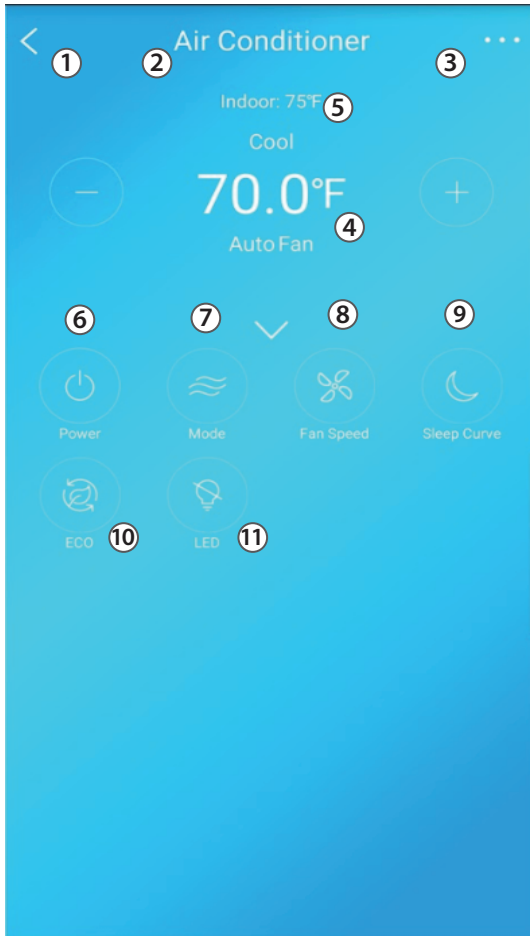 Air Conditioner
1 2 3
Indoor: 75°F 5
Cool
70.0°F
4
Auto Fan
6 7 8 9
Power Mode Fan Speed Sleep Curve
ECO 10 LED 11